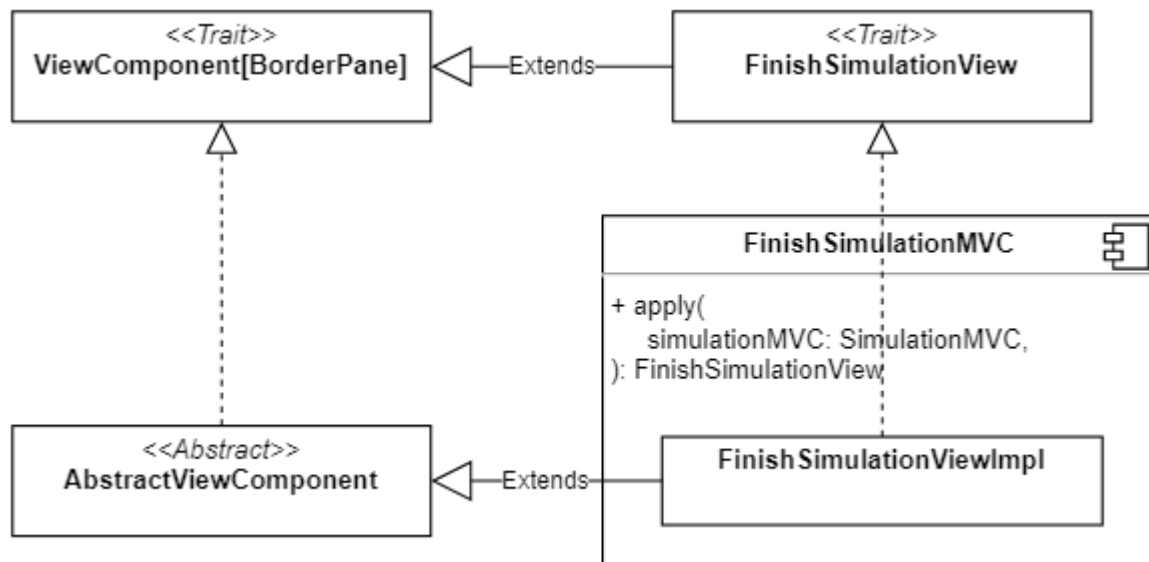 <<Trait>>
ViewComponent[BorderPane]
Extends
<<Trait>>
FinishSimulationView
FinishSimulationMVC
+ apply(
simulationMVC: SimulationMVC,
): FinishSimulationView
<<Abstract>>
AbstractViewComponent
Extends
FinishSimulationViewImpl